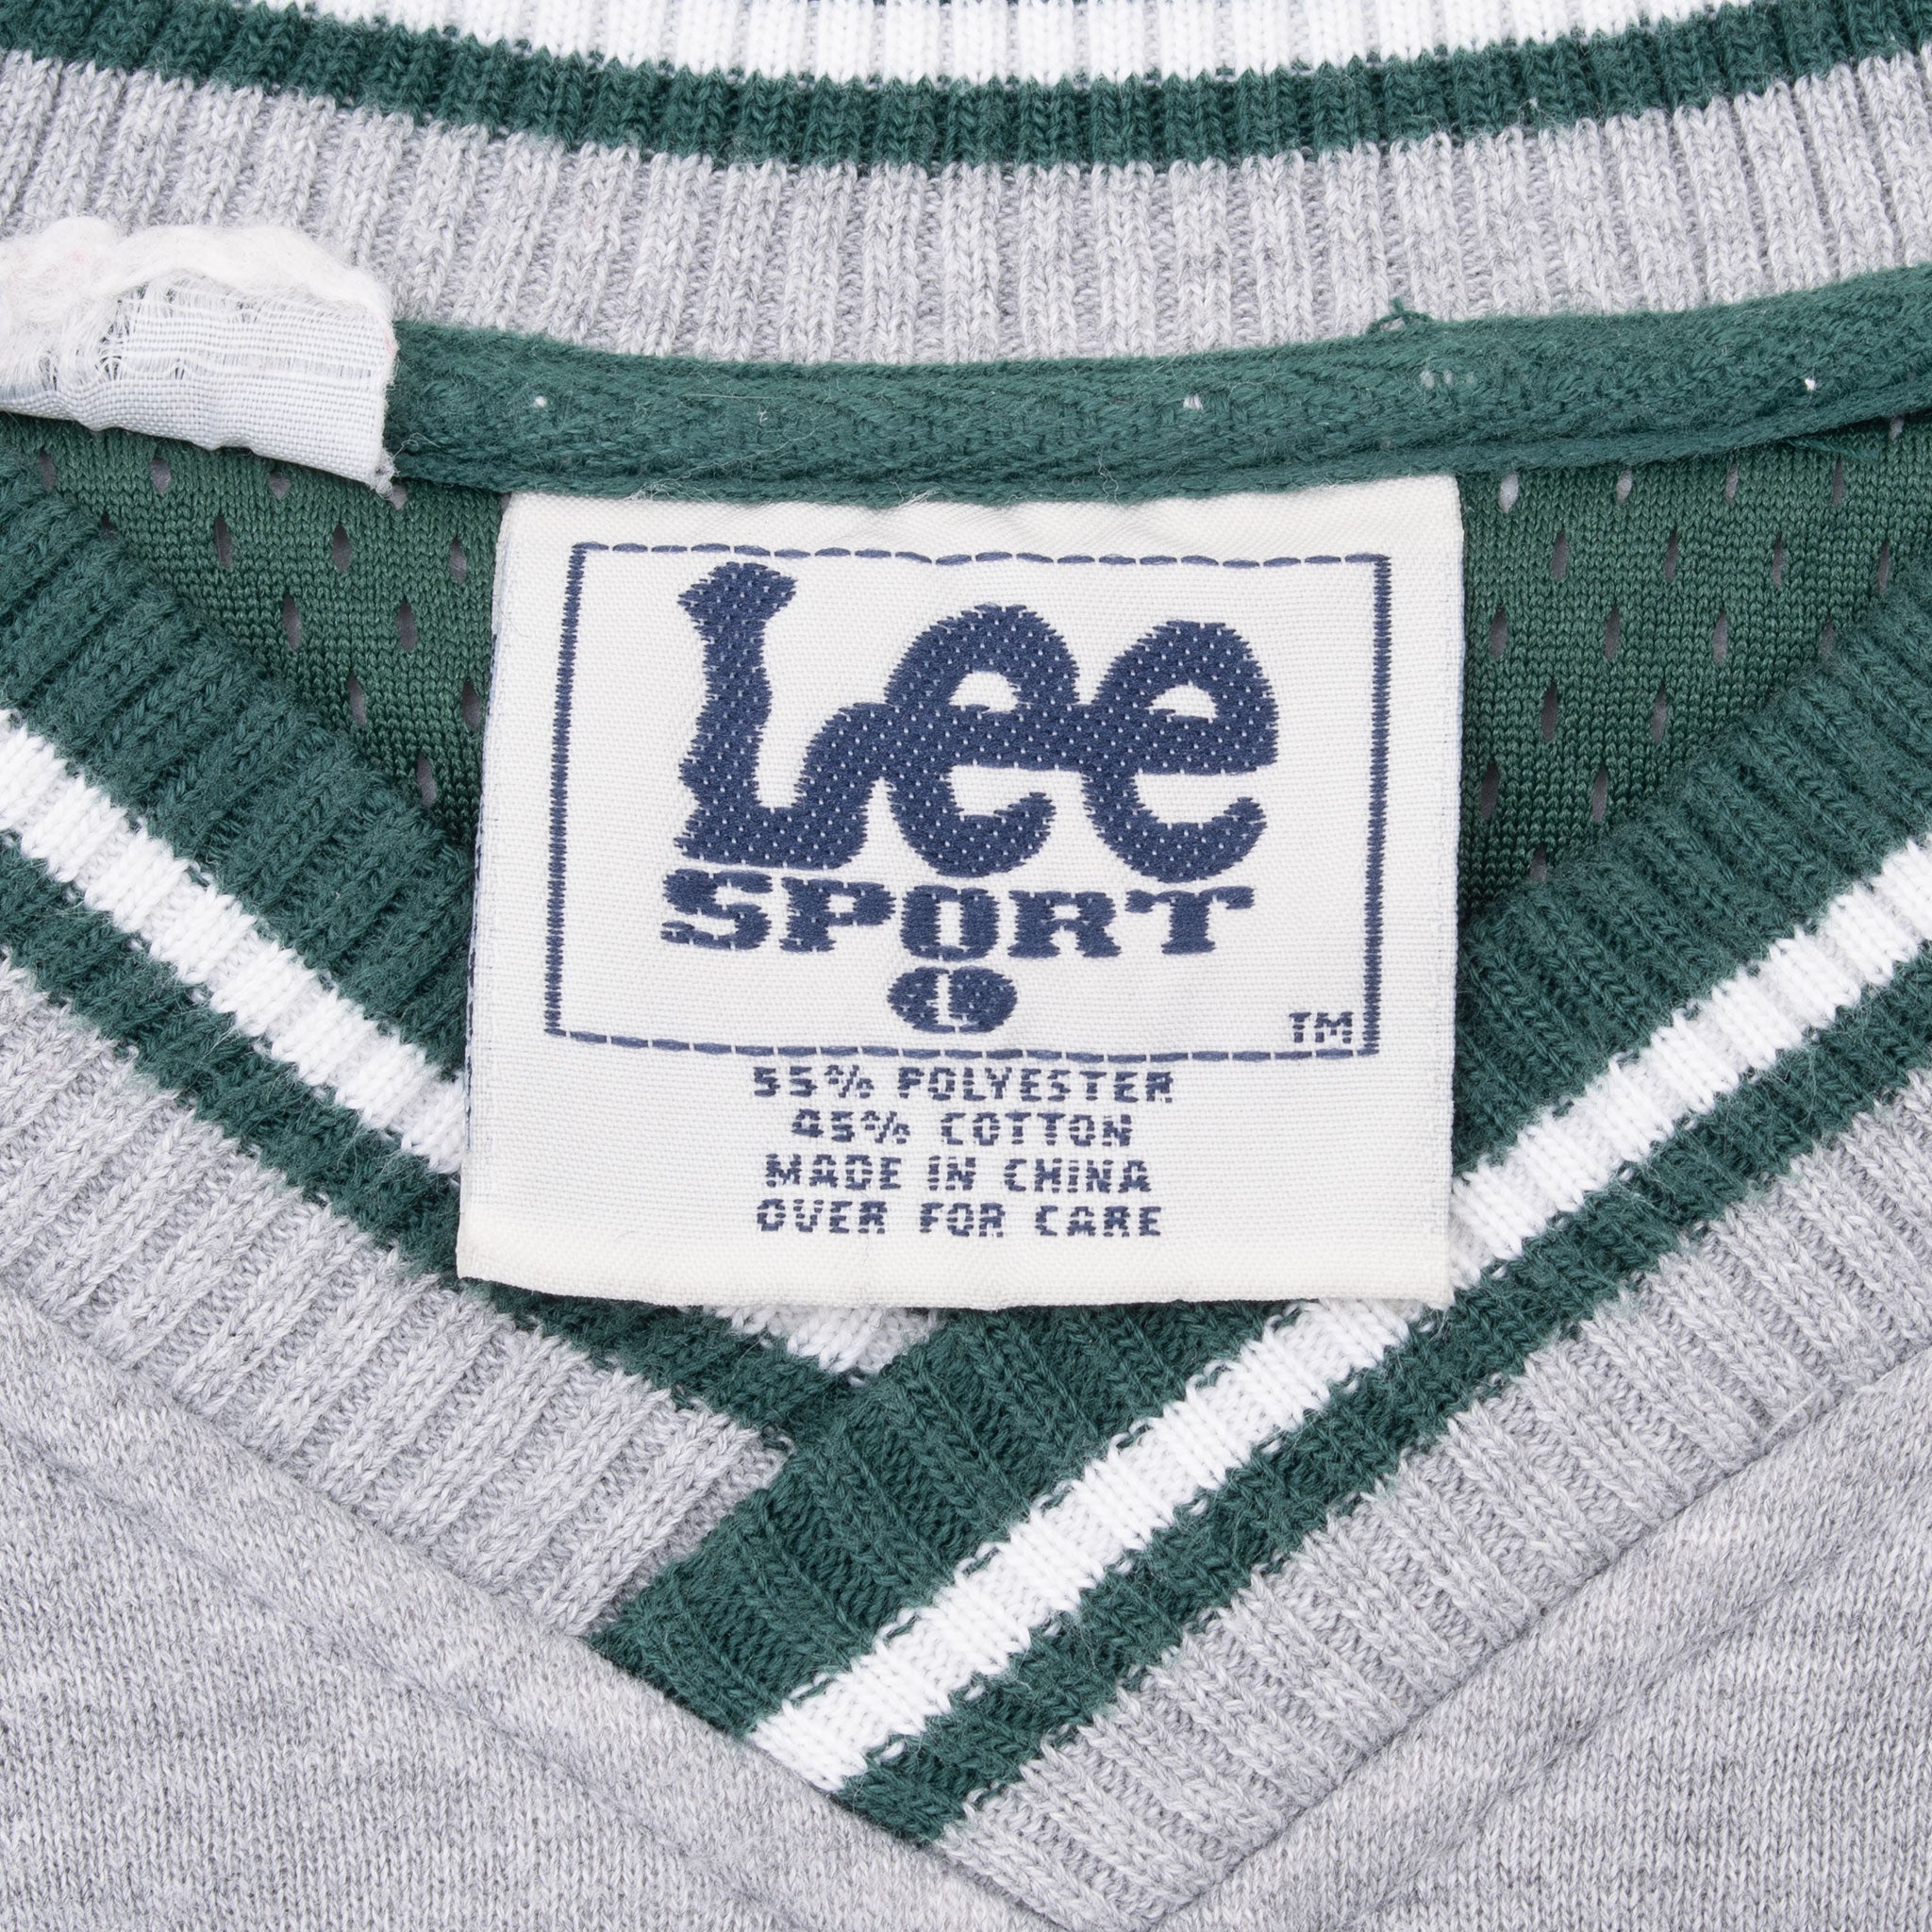 Lee
SPORT
L
TM
55% POLYESTER
45% COTTON
MADE IN CHINA
OVER FOR CARE